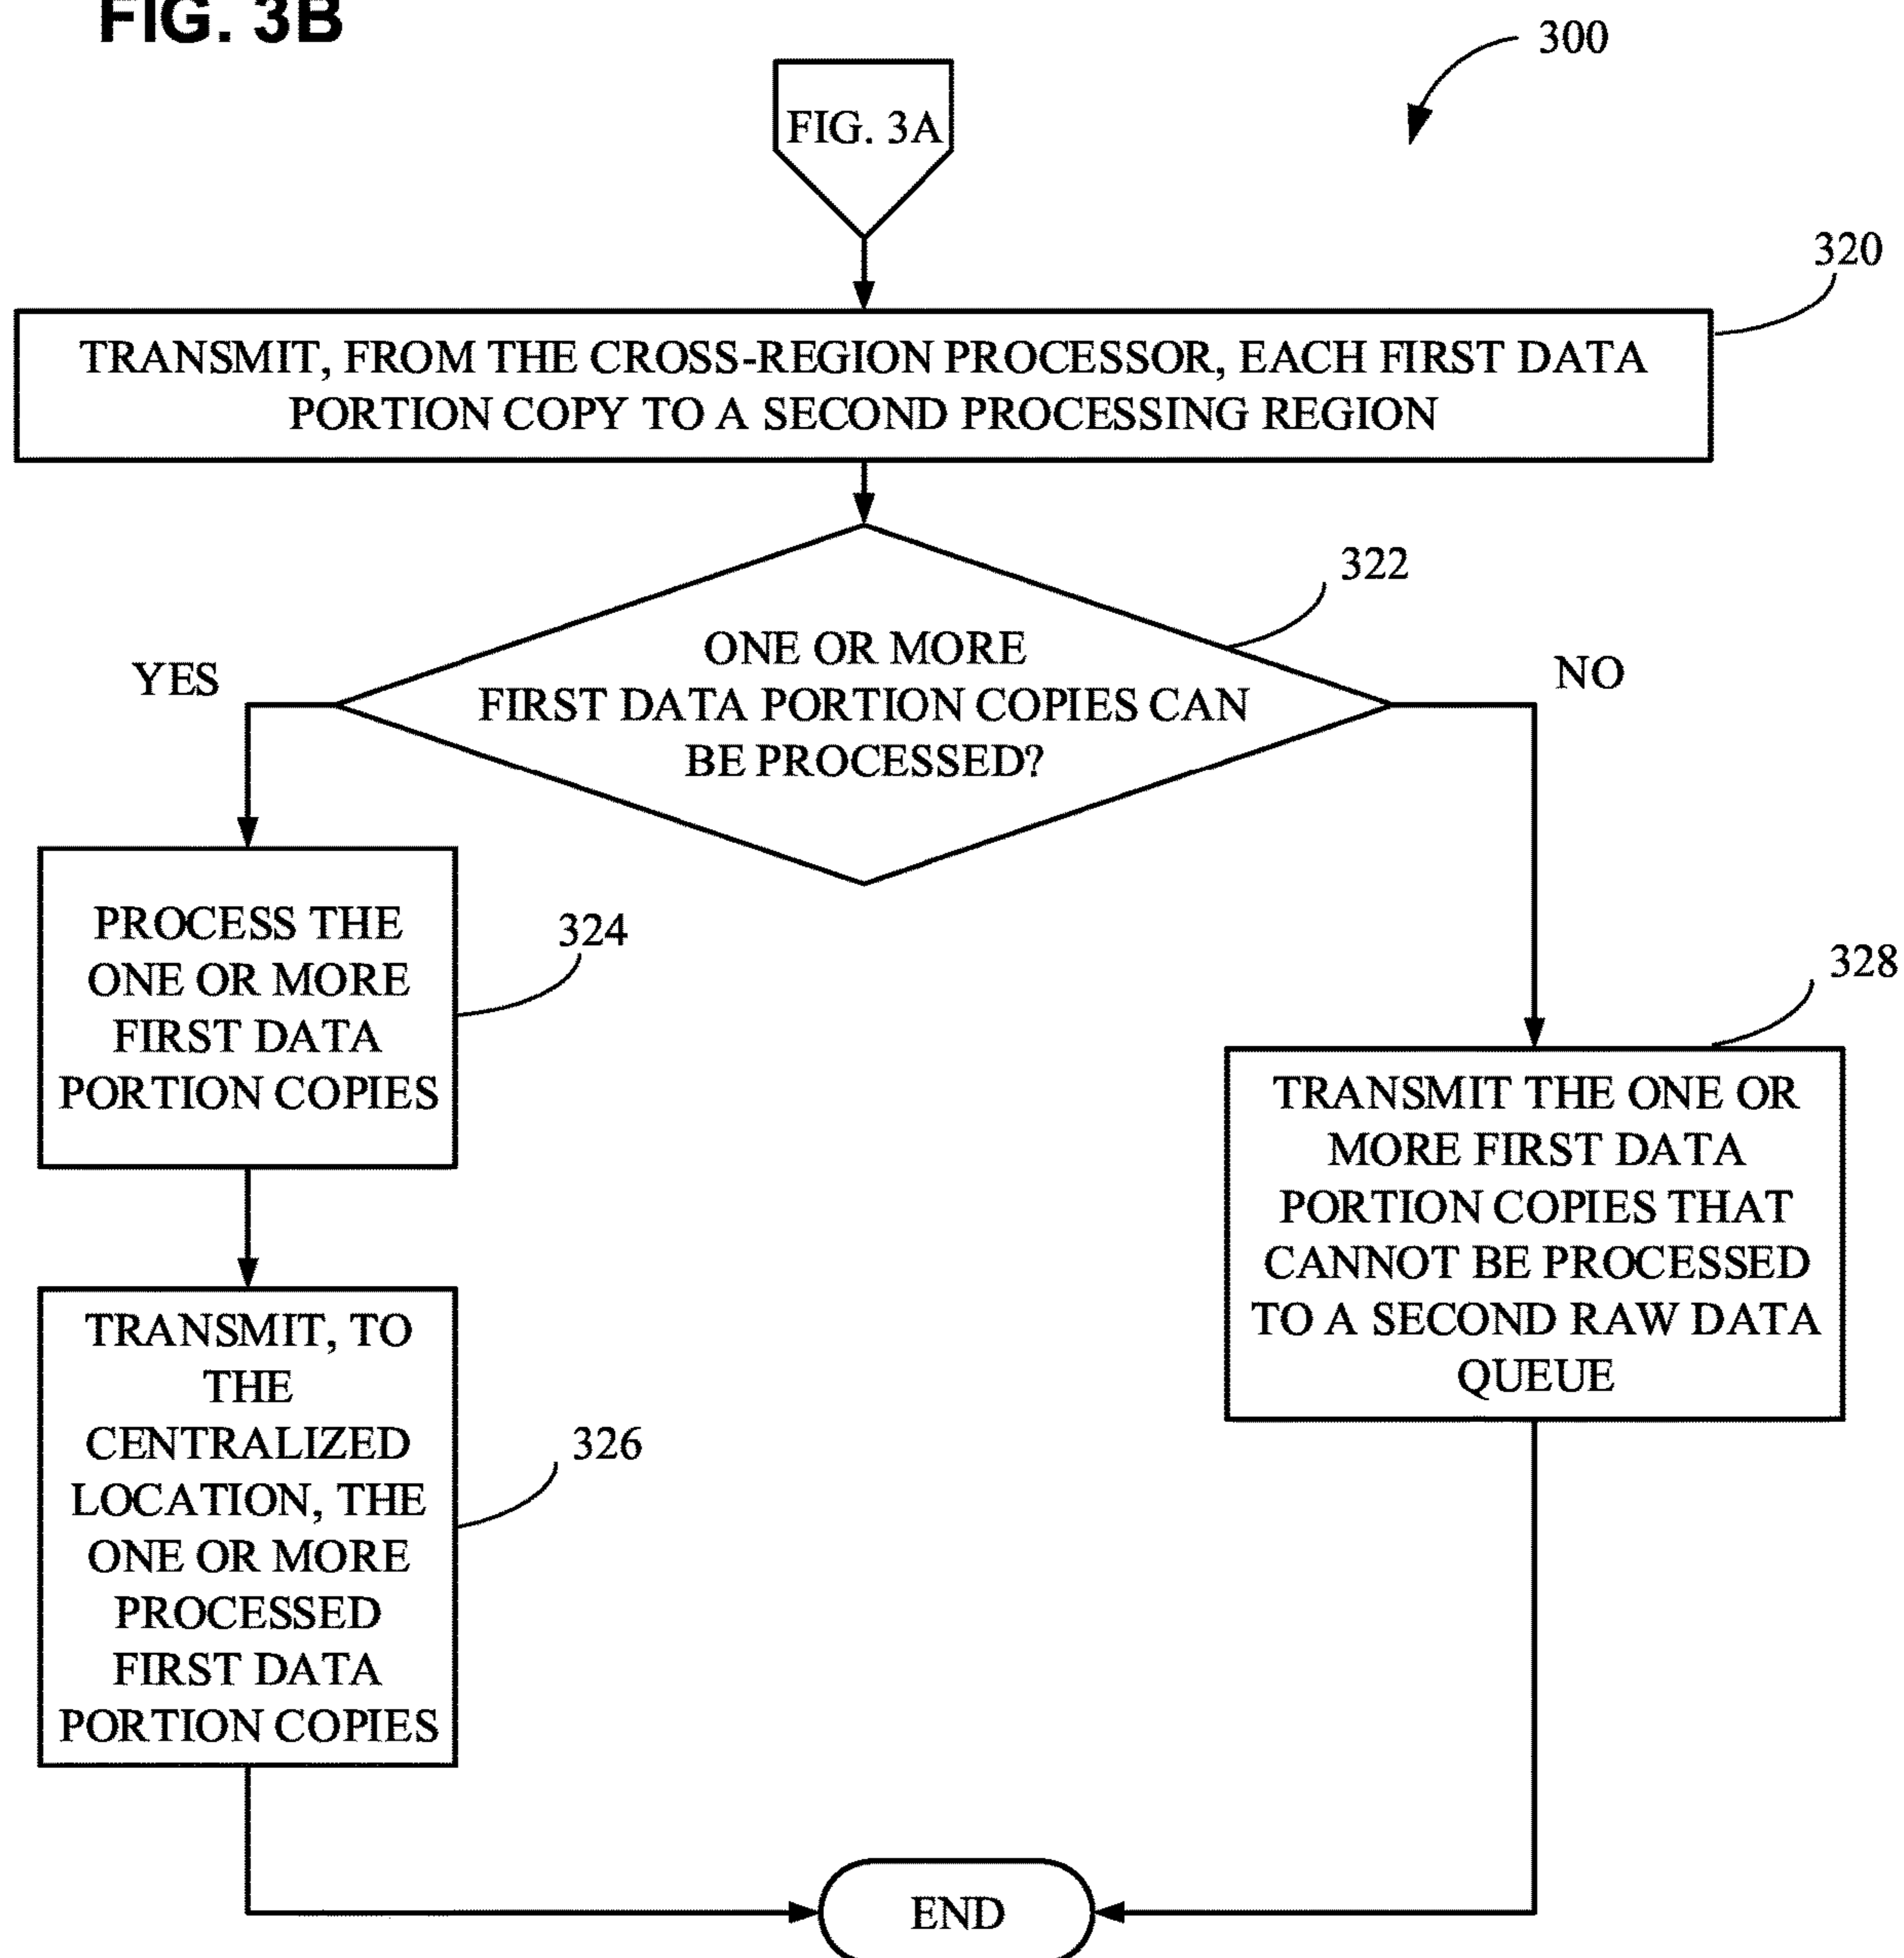 FIG. 3B
300
FIG. 3A
320
TRANSMIT, FROM THE CROSS-REGION PROCESSOR, EACH FIRST DATA
PORTION COPY TO A SECOND PROCESSING REGION
322
ONE OR MORE
FIRST DATA PORTION COPIES CAN
BE PROCESSED?
YES
NO
PROCESS THE
ONE OR MORE
FIRST DATA
PORTION COPIES
324
328
TRANSMIT THE ONE OR
MORE FIRST DATA
PORTION COPIES THAT
CANNOT BE PROCESSED
TO A SECOND RAW DATA
QUEUE
TRANSMIT, TO
THE
CENTRALIZED
LOCATION, THE
ONE OR MORE
PROCESSED
FIRST DATA
PORTION COPIES
326
END